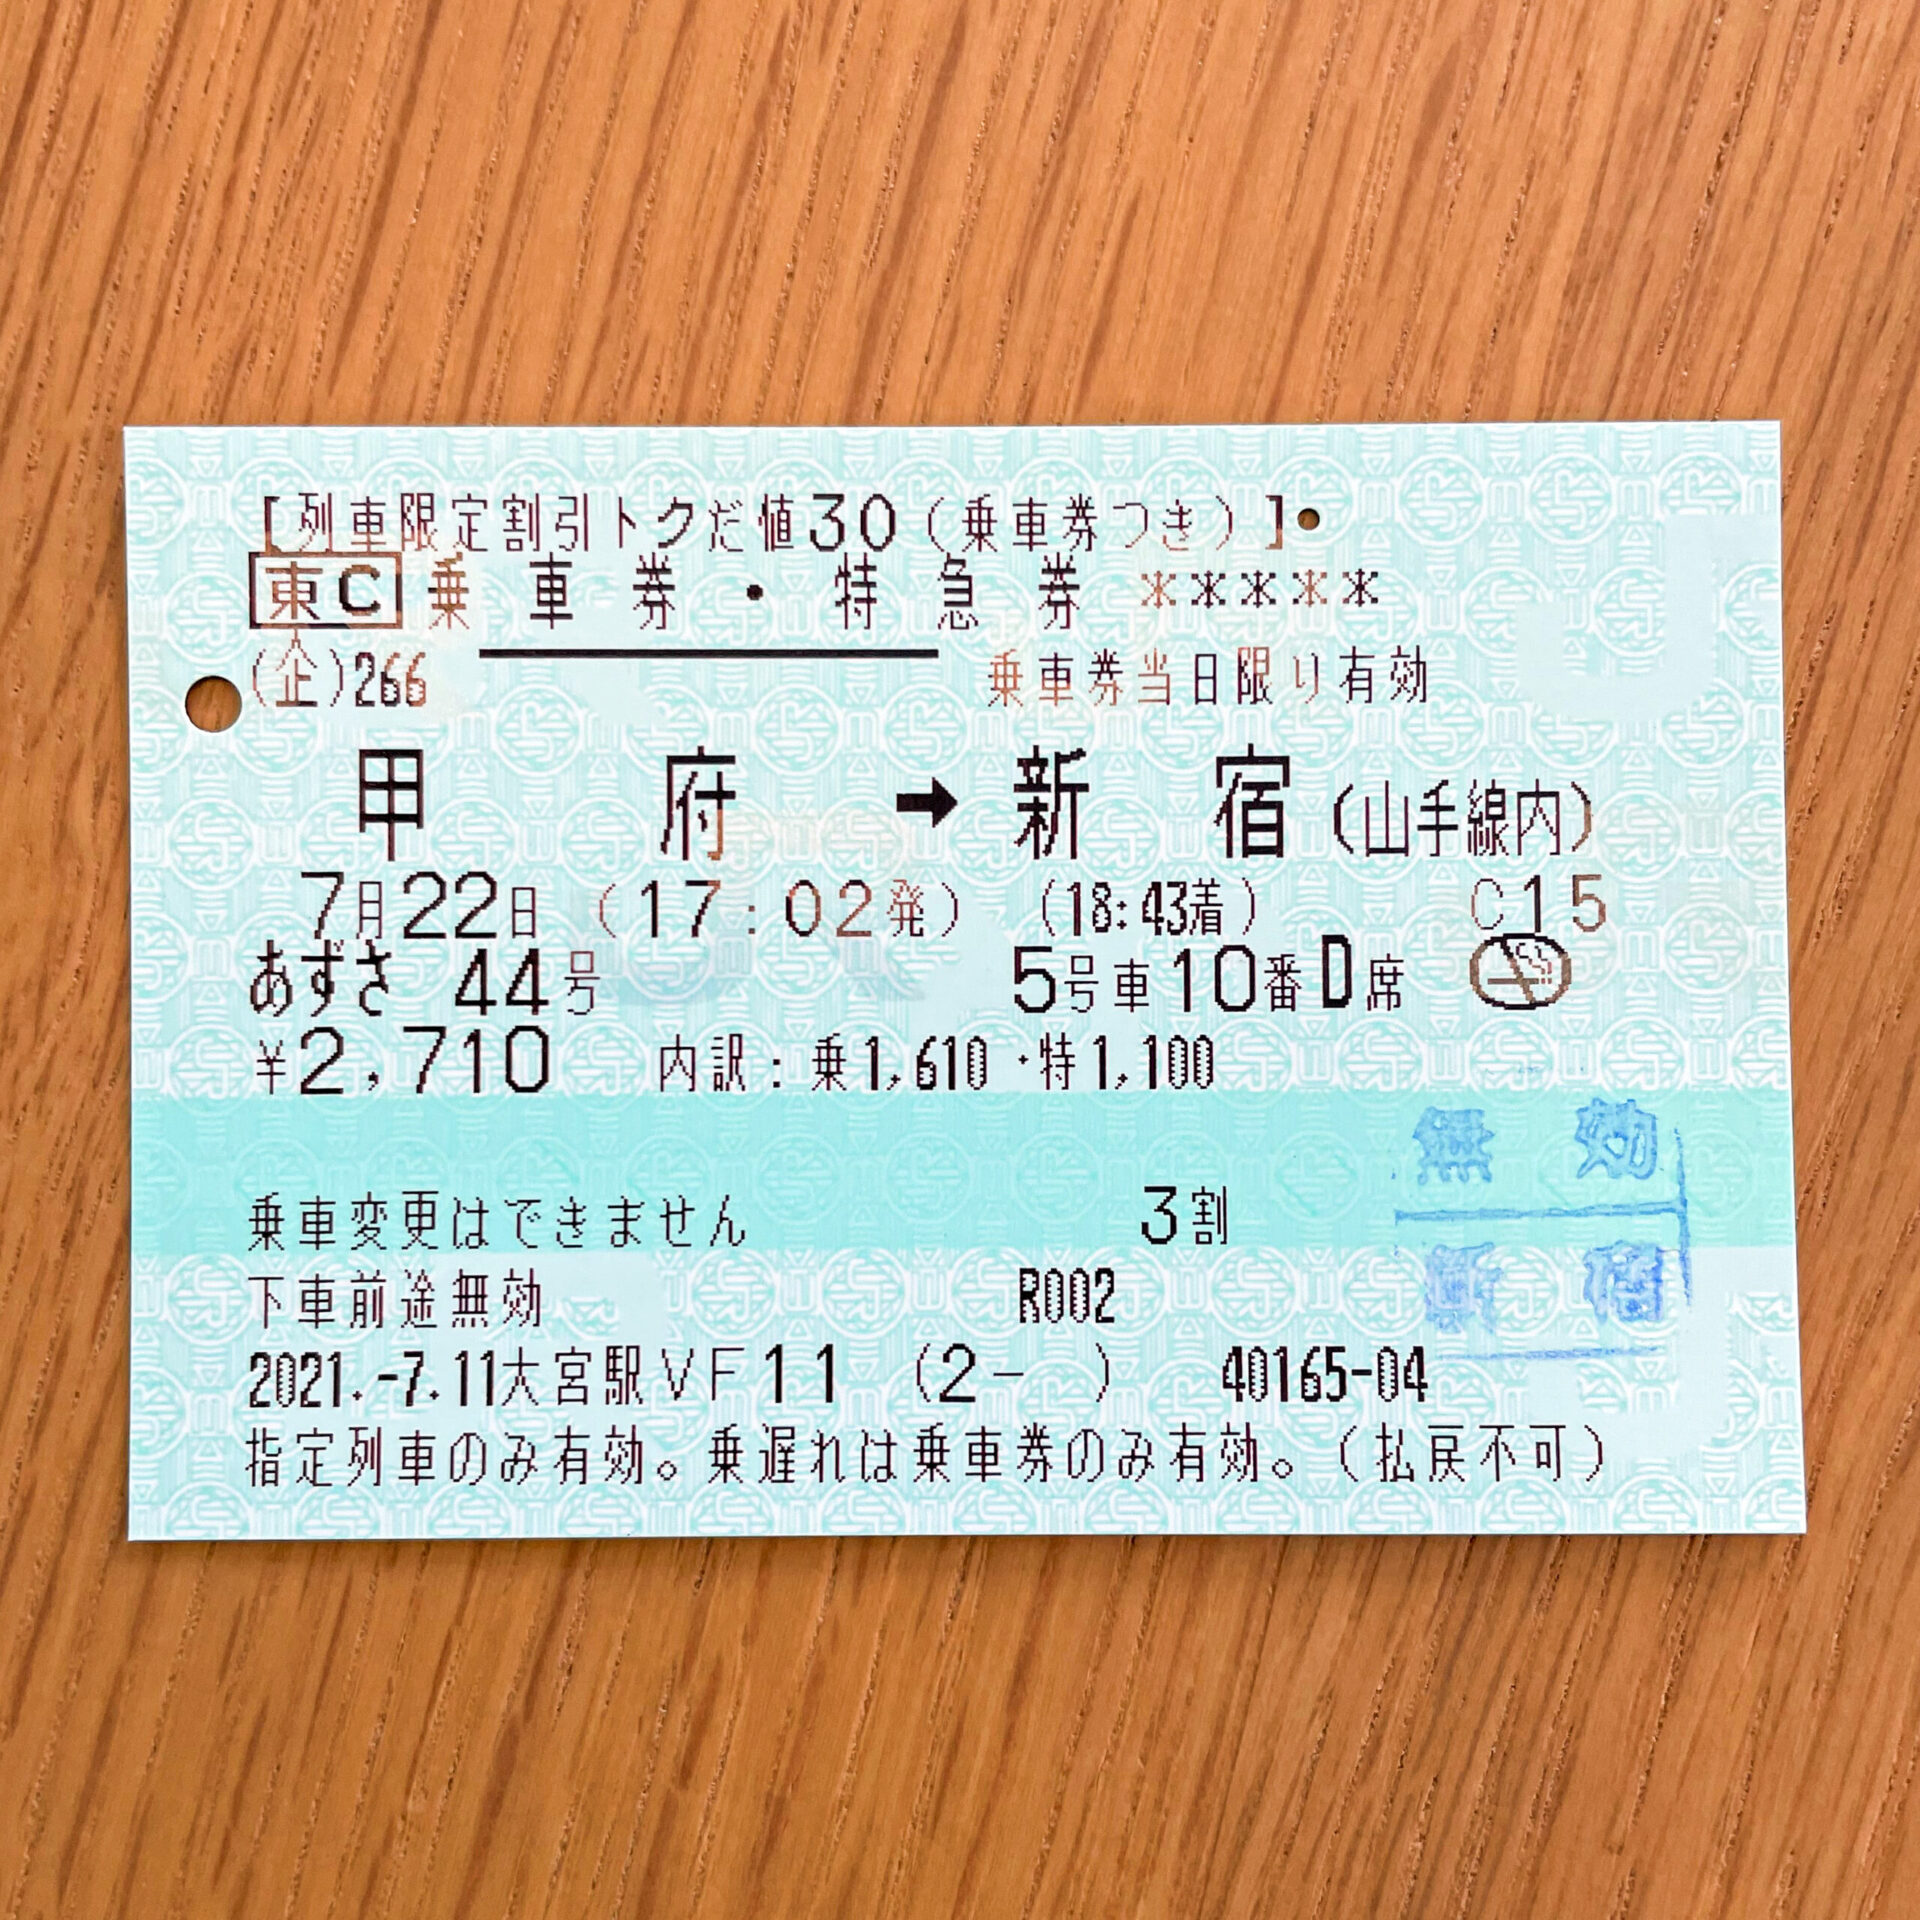 [列車限定割引トクだ値30(乗車券つき)]
東C 乗車券・特急券 *****
(企)266 乗車券当日限り有効
甲府 → 新宿(山手線内)
7月22日 (17:02発) (18:43着) C15
あずさ 44号 5号車10番D席
¥2,710 内訳:乗1,610・特1,100
無効
乗車変更はできません 3割
新宿
下車前途無効 R002
2021.-7.11大宮駅VF11 (2- ) 40165-04
指定列車のみ有効。乗遅れは乗車券のみ有効。(払戻不可)